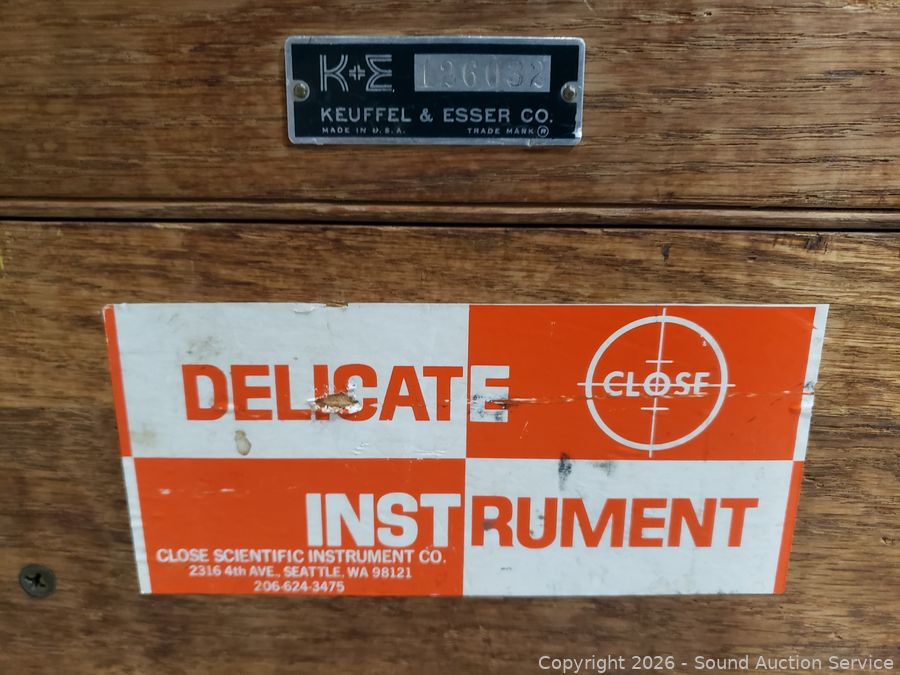 K+E 126032
KEUFFEL & ESSER CO.
MADE IN U.S.A. TRADE MARK ®
DELICATE
CLOSE
INSTRUMENT
CLOSE SCIENTIFIC INSTRUMENT CO.
2316 4th AVE., SEATTLE, WA 98121
206-624-3475
Copyright © 2026 - Sound Auction Service